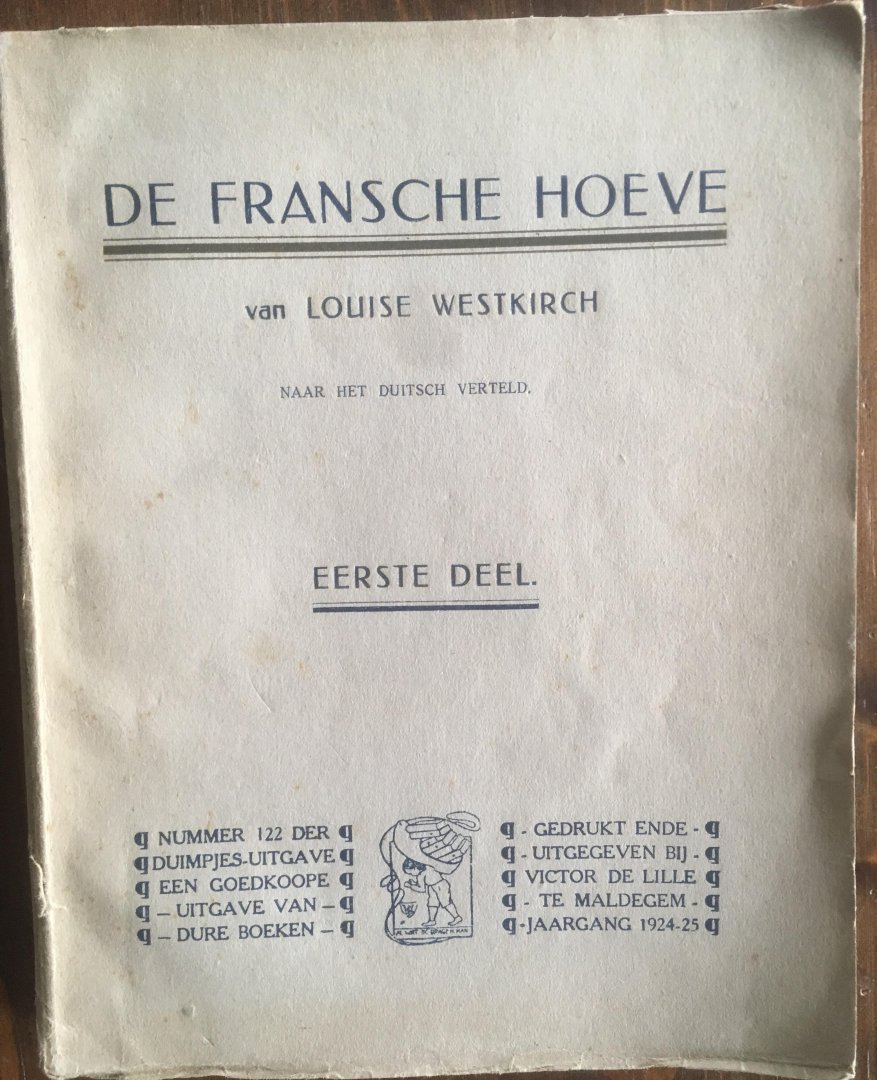 DE FRANSCHE HOEVE
van LOUISE WESTKIRCH
NAAR HET DUITSCH VERTELD.
EERSTE DEEL.
¶ NUMMER 122 DER ¶
¶ DUIMPJES-UITGAVE ¶
¶ EEN GOEDKOOPE ¶
¶ – UITGAVE VAN – ¶
¶ – DURE BOEKEN – ¶
¶ - GEDRUKT ENDE - ¶
¶ - UITGEGEVEN BIJ - ¶
¶ VICTOR DE LILLE ¶
¶ - TE MALDEGEM - ¶
¶ -JAARGANG 1924-25 ¶